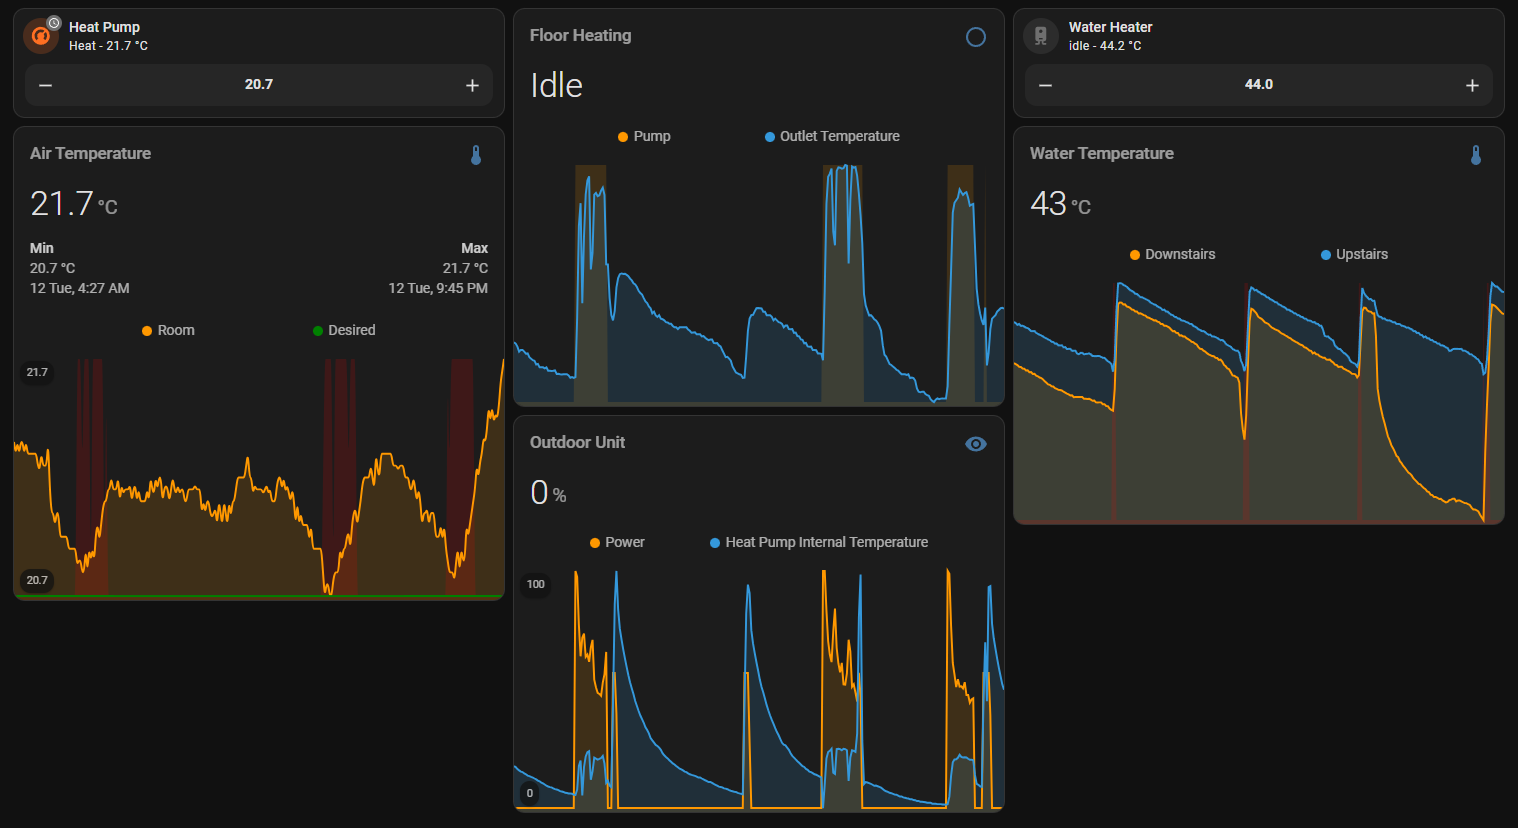 Heat Pump
Heat - 21.7 °C
− 20.7 +
Air Temperature
21.7 °C
Min Max
20.7 °C 21.7 °C
12 Tue, 4:27 AM 12 Tue, 9:45 PM
Room Desired
21.7
20.7
Floor Heating
Idle
Pump Outlet Temperature
Outdoor Unit
0 %
Power Heat Pump Internal Temperature
100
0
Water Heater
idle - 44.2 °C
− 44.0 +
Water Temperature
43 °C
Downstairs Upstairs